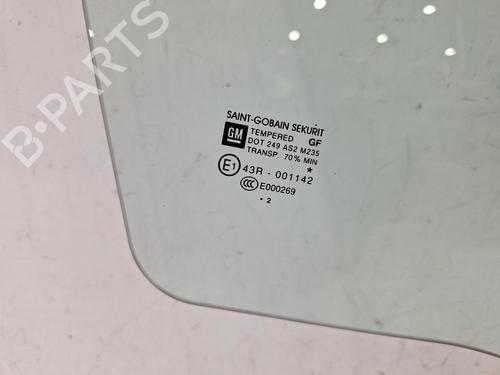 B-PARTS
SAINT-GOBAIN SEKURIT
GM TEMPERED GF
DOT 249 AS2 M235
TRANSP. 70% MIN
E1 43R - 001142 *
CCC E000269
. 2